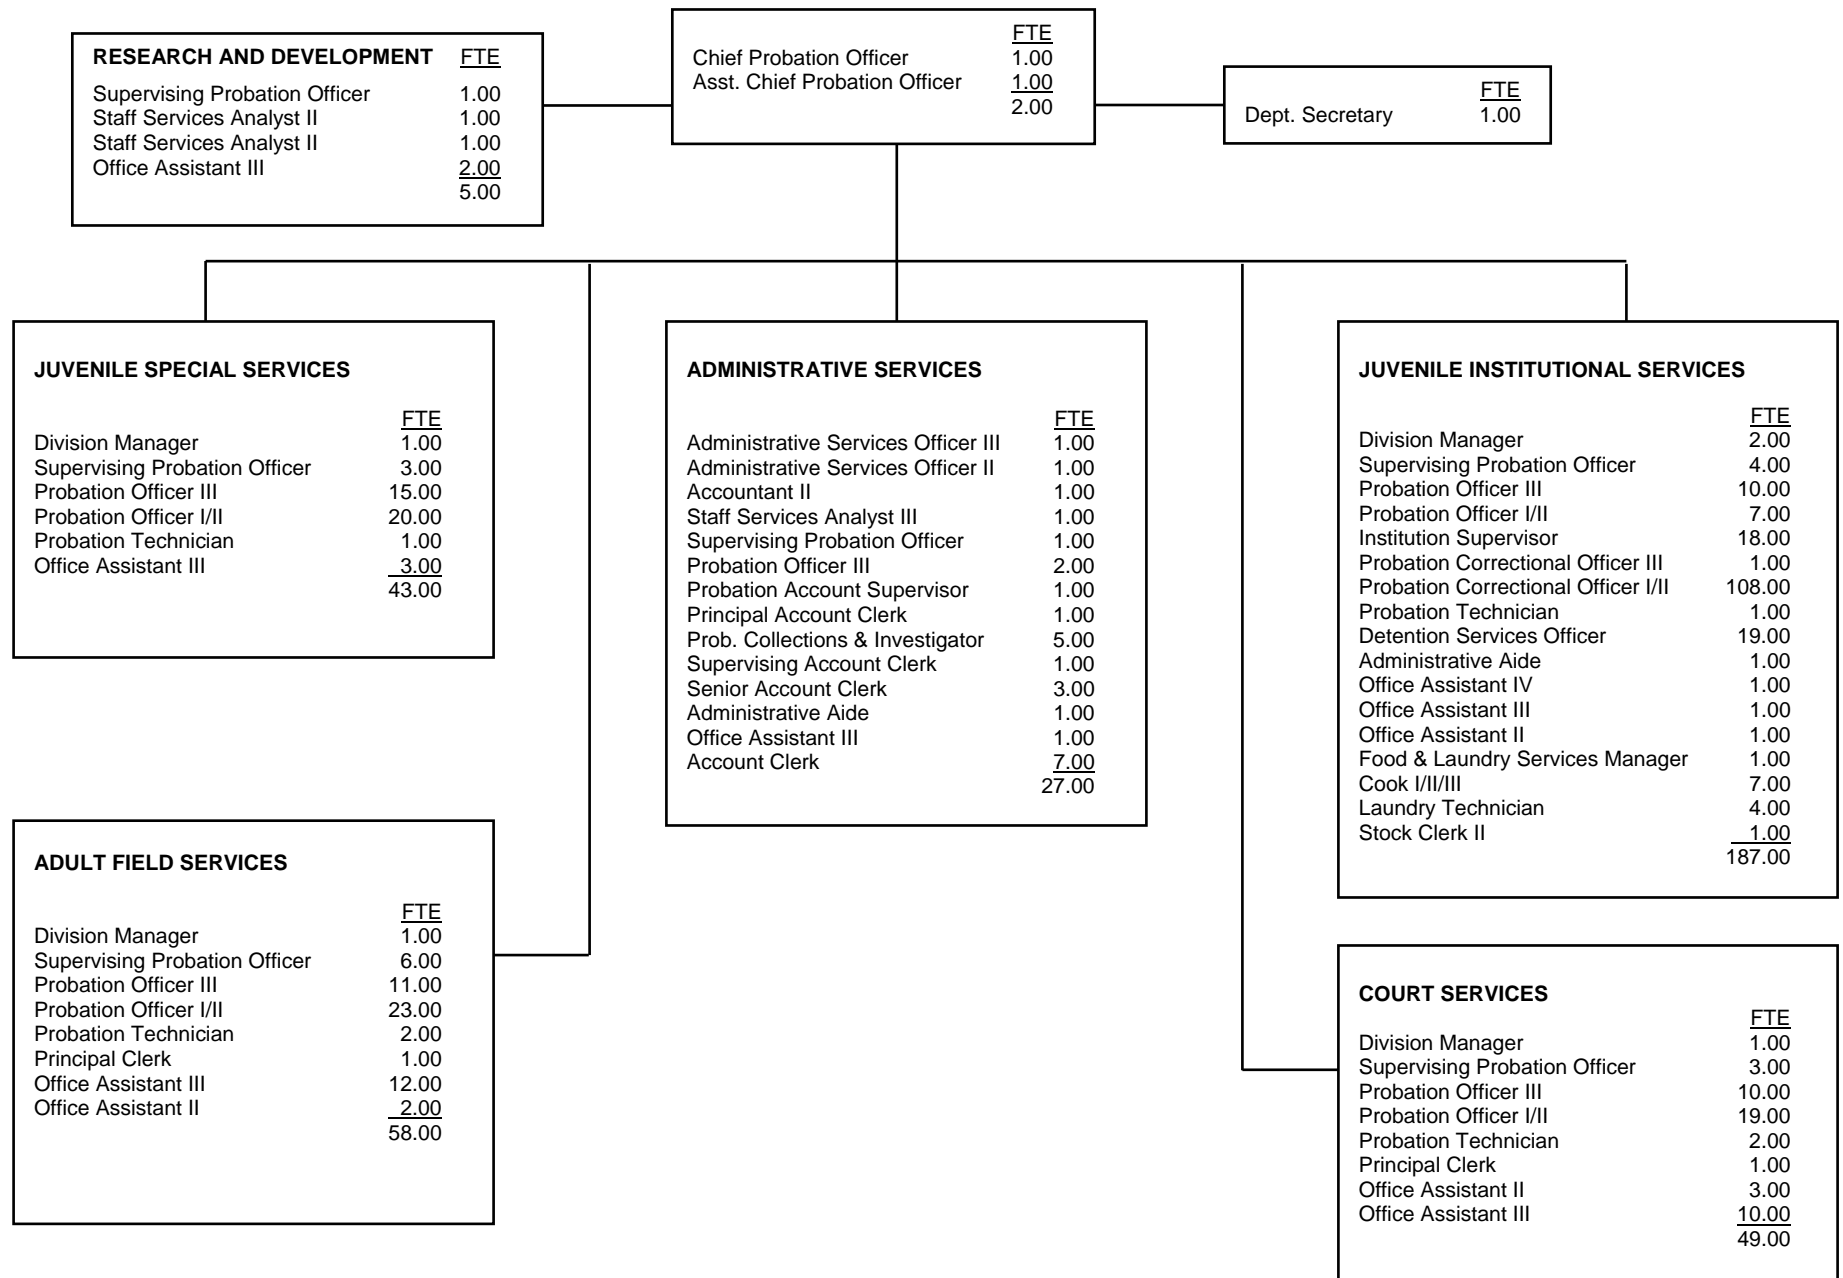 RESEARCH AND DEVELOPMENT FTE
Supervising Probation Officer 1.00
Staff Services Analyst II 1.00
Staff Services Analyst II 1.00
Office Assistant III 2.00
5.00
FTE
Chief Probation Officer 1.00
Asst. Chief Probation Officer 1.00
2.00
FTE
Dept. Secretary 1.00
JUVENILE SPECIAL SERVICES
FTE
Division Manager 1.00
Supervising Probation Officer 3.00
Probation Officer III 15.00
Probation Officer I/II 20.00
Probation Technician 1.00
Office Assistant III 3.00
43.00
ADMINISTRATIVE SERVICES
FTE
Administrative Services Officer III 1.00
Administrative Services Officer II 1.00
Accountant II 1.00
Staff Services Analyst III 1.00
Supervising Probation Officer 1.00
Probation Officer III 2.00
Probation Account Supervisor 1.00
Principal Account Clerk 1.00
Prob. Collections & Investigator 5.00
Supervising Account Clerk 1.00
Senior Account Clerk 3.00
Administrative Aide 1.00
Office Assistant III 1.00
Account Clerk 7.00
27.00
JUVENILE INSTITUTIONAL SERVICES
FTE
Division Manager 2.00
Supervising Probation Officer 4.00
Probation Officer III 10.00
Probation Officer I/II 7.00
Institution Supervisor 18.00
Probation Correctional Officer III 1.00
Probation Correctional Officer I/II 108.00
Probation Technician 1.00
Detention Services Officer 19.00
Administrative Aide 1.00
Office Assistant IV 1.00
Office Assistant III 1.00
Office Assistant II 1.00
Food & Laundry Services Manager 1.00
Cook I/II/III 7.00
Laundry Technician 4.00
Stock Clerk II 1.00
187.00
ADULT FIELD SERVICES
FTE
Division Manager 1.00
Supervising Probation Officer 6.00
Probation Officer III 11.00
Probation Officer I/II 23.00
Probation Technician 2.00
Principal Clerk 1.00
Office Assistant III 12.00
Office Assistant II 2.00
58.00
COURT SERVICES
FTE
Division Manager 1.00
Supervising Probation Officer 3.00
Probation Officer III 10.00
Probation Officer I/II 19.00
Probation Technician 2.00
Principal Clerk 1.00
Office Assistant II 3.00
Office Assistant III 10.00
49.00